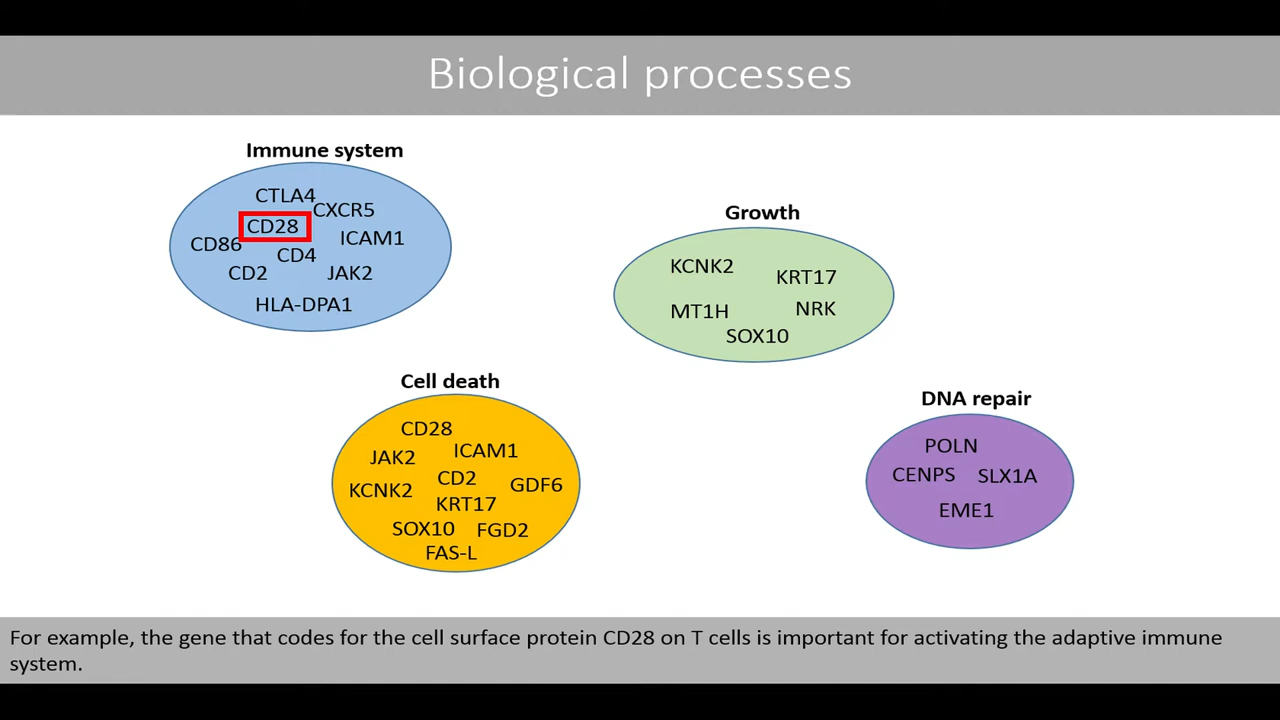 Biological processes
Immune system
CTLA4
CXCR5
CD28
CD86
ICAM1
CD4
CD2
JAK2
HLA-DPA1
Growth
KCNK2
KRT17
MT1H
NRK
SOX10
Cell death
CD28
ICAM1
JAK2
CD2
KCNK2
GDF6
KRT17
SOX10
FGD2
FAS-L
DNA repair
POLN
CENPS
SLX1A
EME1
For example, the gene that codes for the cell surface protein CD28 on T cells is important for activating the adaptive immune
system.